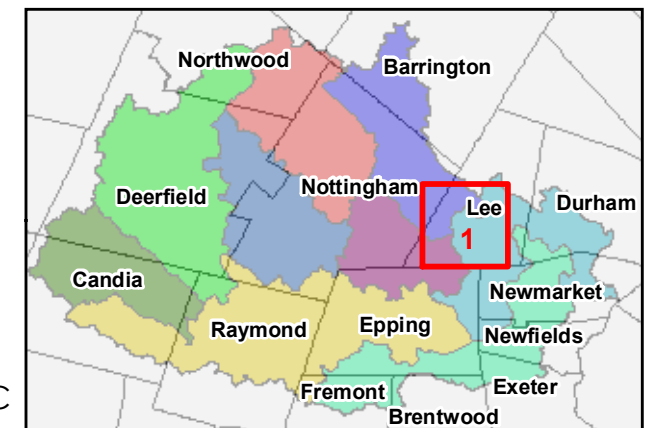 Northwood
Barrington
Nottingham
Deerfield
Lee
Durham
1
Candia
Newmarket
Raymond
Epping
Newfields
Fremont
Exeter
C
Brentwood